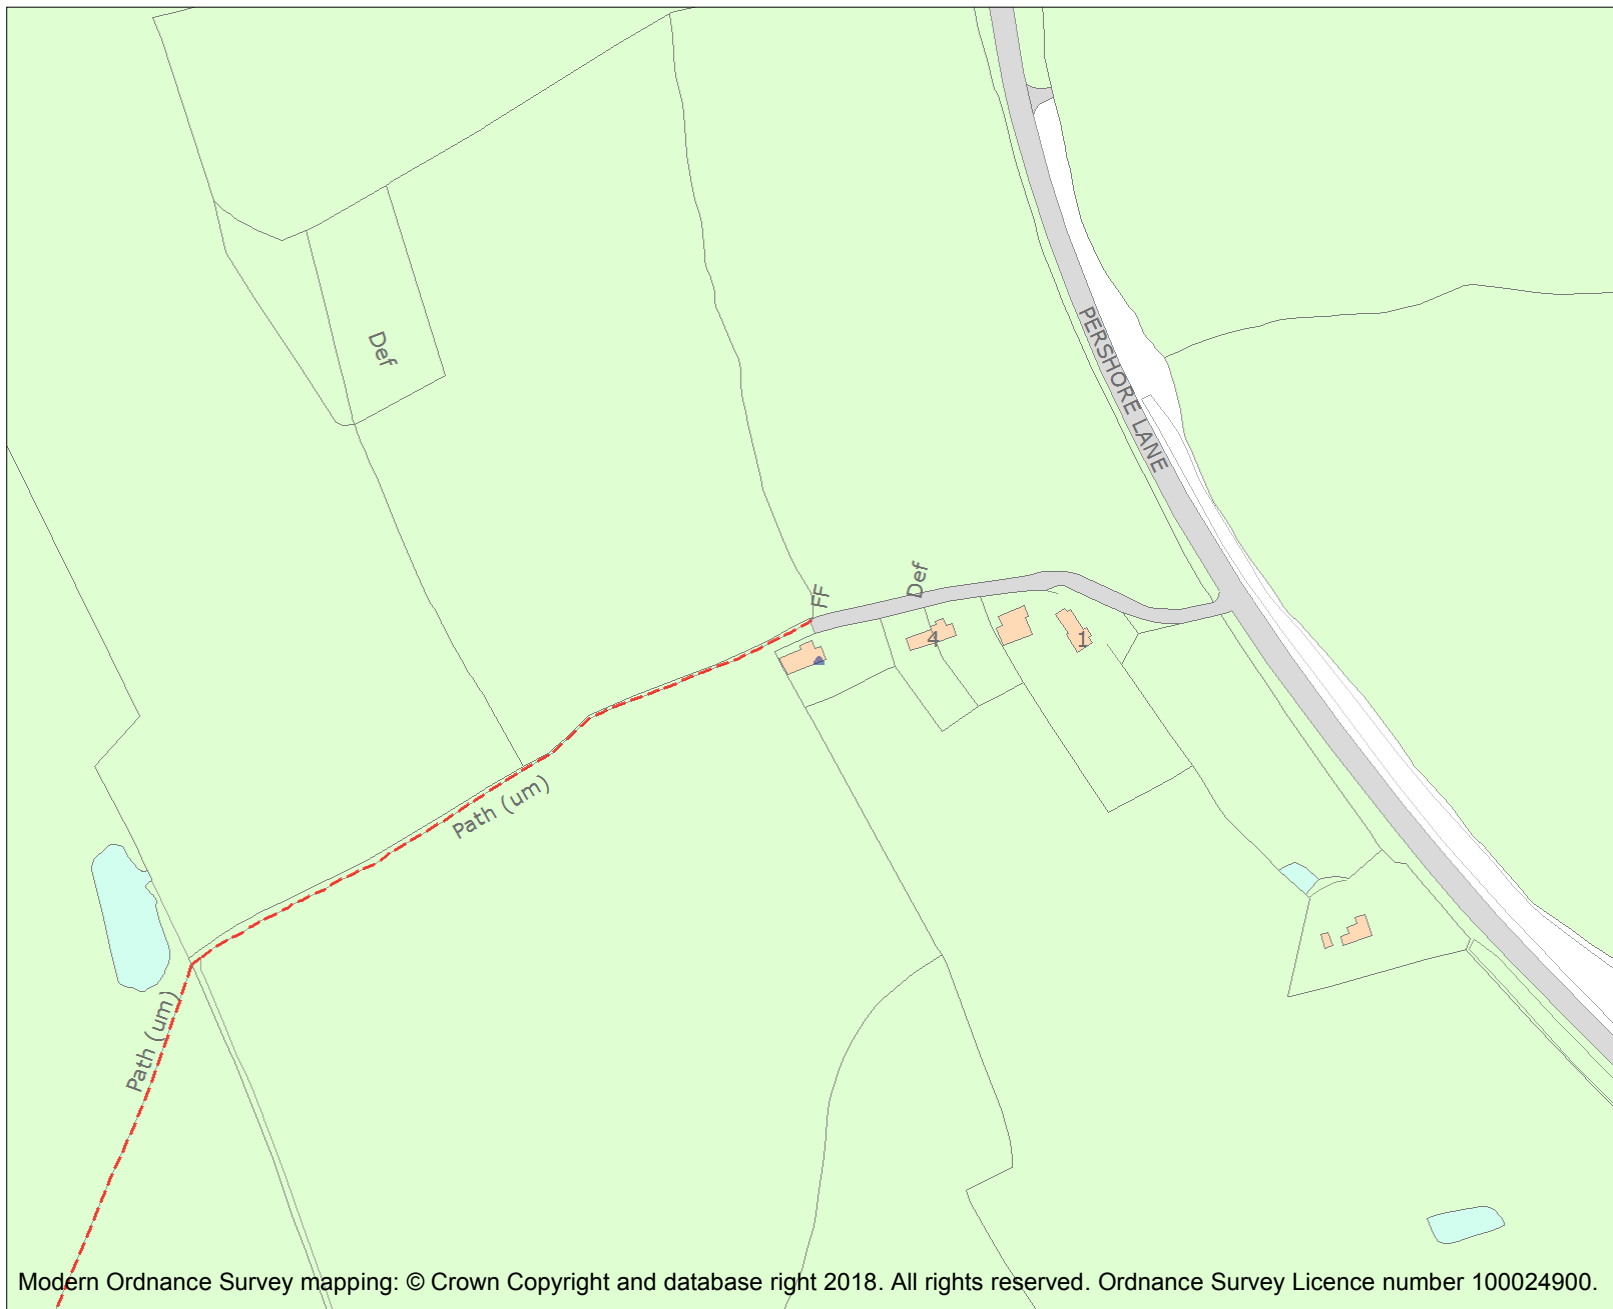 Def
PERSHORE LANE
FF
Def
4
1
Path (um)
Path (um)
Modern Ordnance Survey mapping: © Crown Copyright and database right 2018. All rights reserved. Ordnance Survey Licence number 100024900.